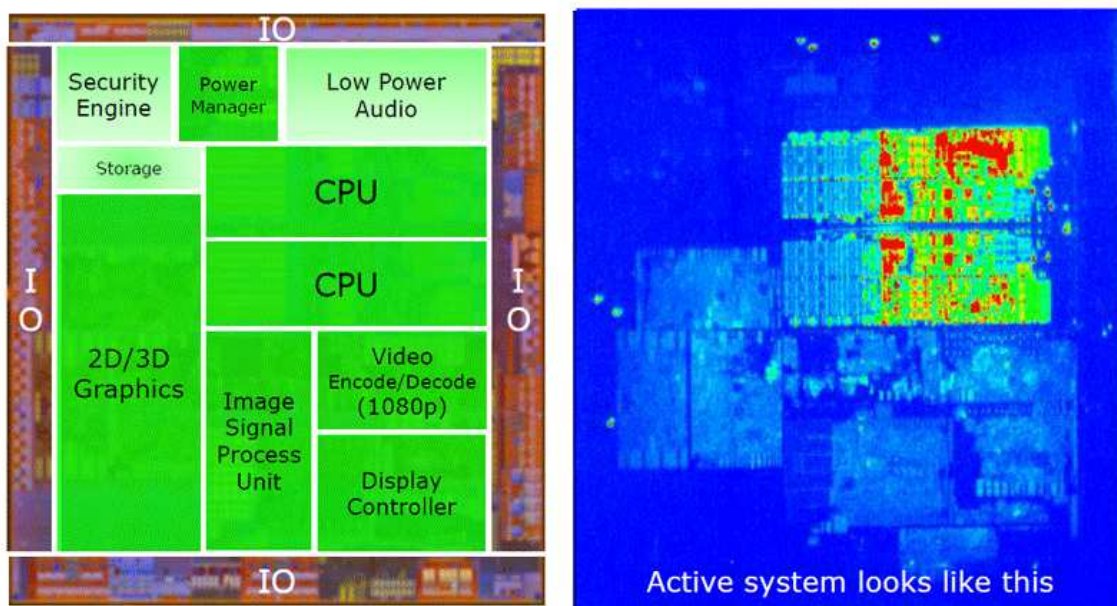 IO
Security
Engine
Power
Manager
Low Power
Audio
Storage
CPU
CPU
I
O
I
O
2D/3D
Graphics
Image
Signal
Process
Unit
Video
Encode/Decode
(1080p)
Display
Controller
IO
Active system looks like this